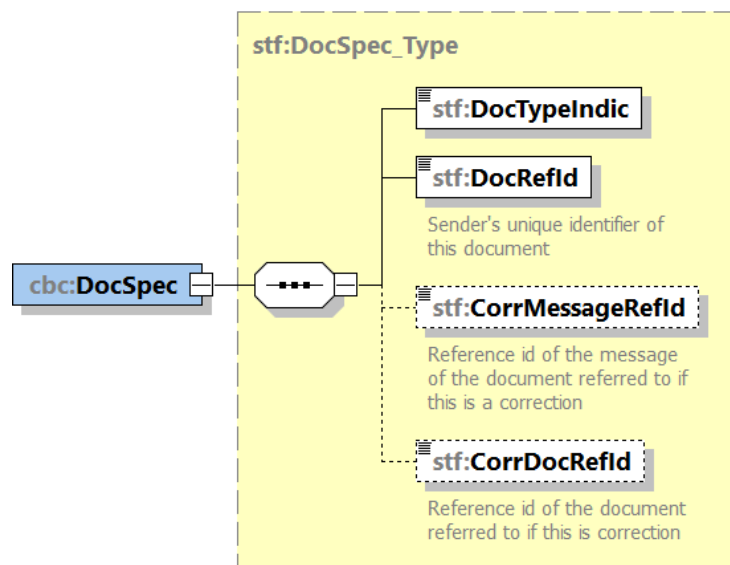 stf:DocSpec_Type
stf:DocTypeIndic
stf:DocRefId
Sender's unique identifier of
this document
cbc:DocSpec
stf:CorrMessageRefId
Reference id of the message
of the document referred to if
this is a correction
stf:CorrDocRefId
Reference id of the document
referred to if this is correction